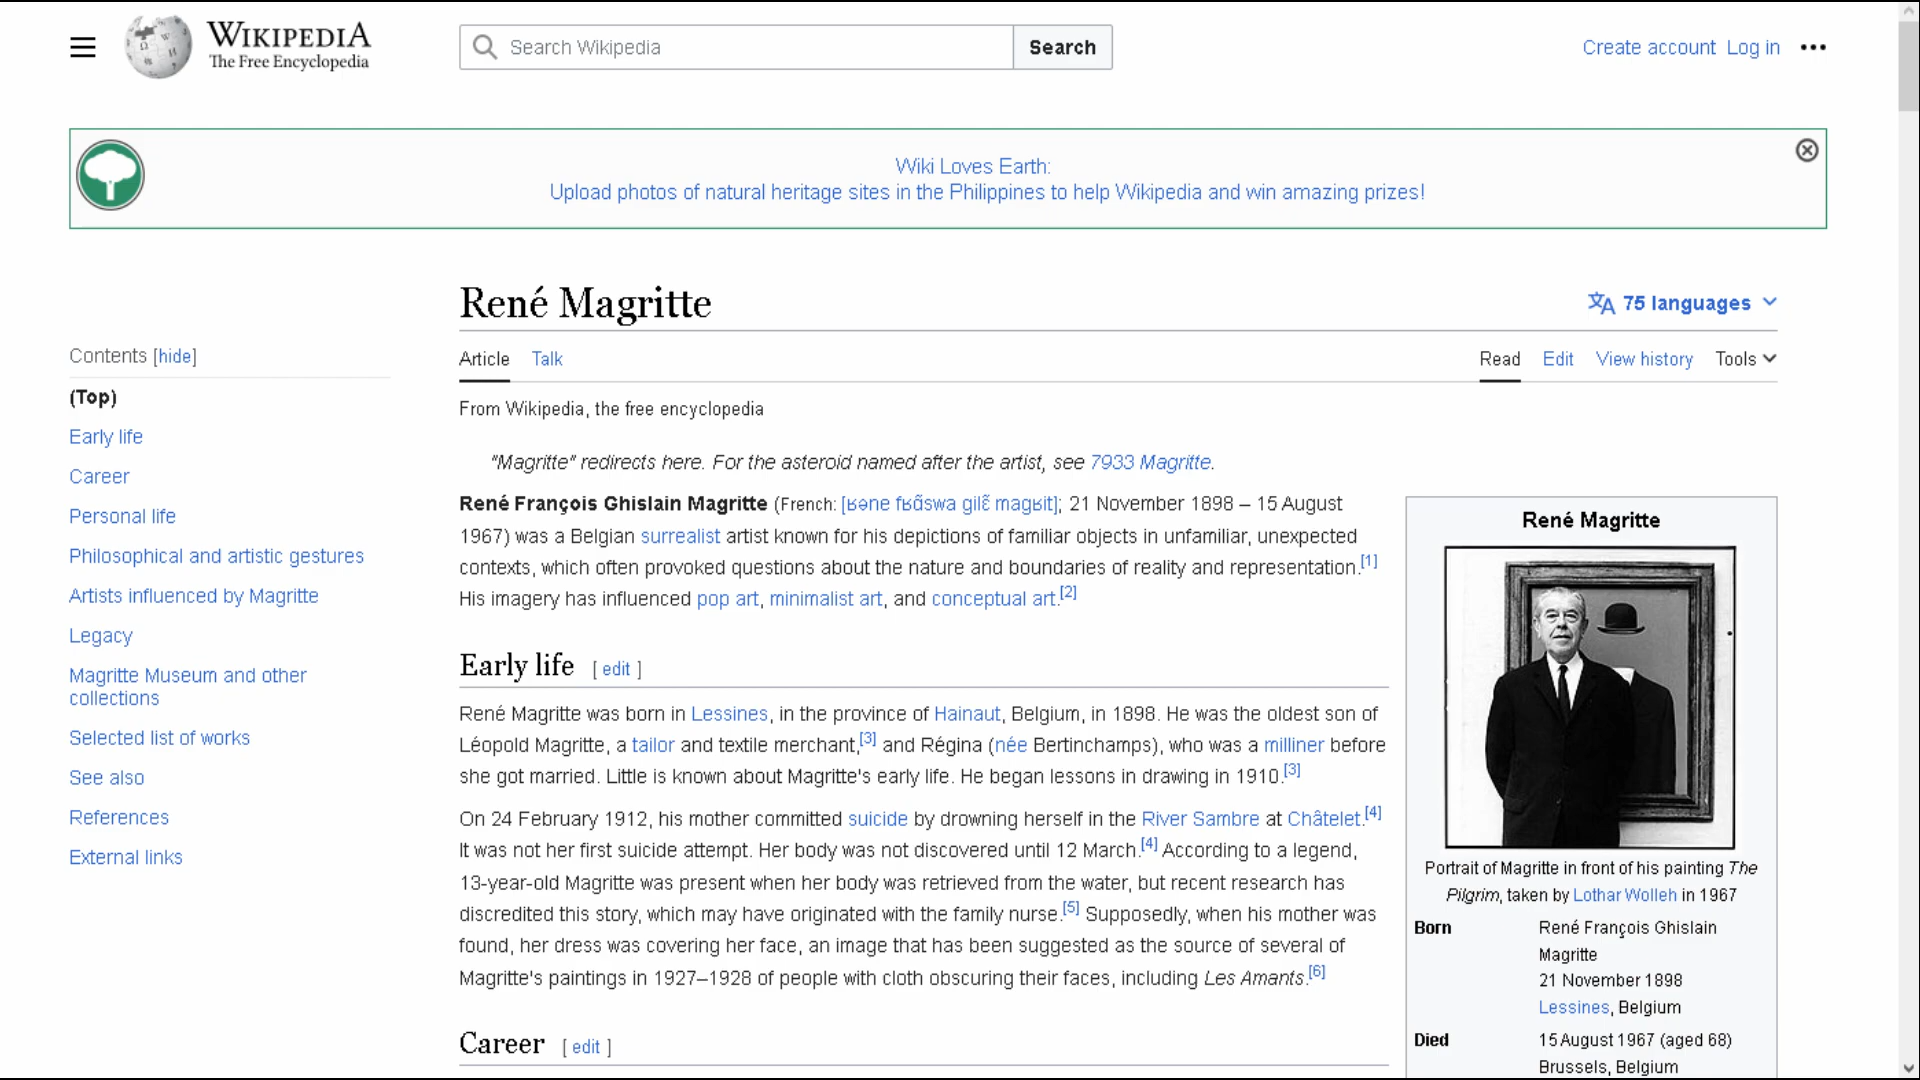 WIKIPEDIA
The Free Encyclopedia
Search Wikipedia
Search
Create account Log in
Wiki Loves Earth:
Upload photos of natural heritage sites in the Philippines to help Wikipedia and win amazing prizes!
René Magritte
75 languages
Contents [hide]
(Top)
Early life
Career
Personal life
Philosophical and artistic gestures
Artists influenced by Magritte
Legacy
Magritte Museum and other
collections
Selected list of works
See also
References
External links
Article Talk
Read Edit View history Tools
From Wikipedia, the free encyclopedia
"Magritte" redirects here. For the asteroid named after the artist, see 7933 Magritte.
René François Ghislain Magritte (French: [ʁəne fʁɑ̃swa ɡilɛ̃ maɡʁit]; 21 November 1898 – 15 August
1967) was a Belgian surrealist artist known for his depictions of familiar objects in unfamiliar, unexpected
contexts, which often provoked questions about the nature and boundaries of reality and representation.[1]
His imagery has influenced pop art, minimalist art, and conceptual art.[2]
Early life [ edit ]
René Magritte was born in Lessines, in the province of Hainaut, Belgium, in 1898. He was the oldest son of
Léopold Magritte, a tailor and textile merchant,[3] and Régina (née Bertinchamps), who was a milliner before
she got married. Little is known about Magritte's early life. He began lessons in drawing in 1910.[3]
On 24 February 1912, his mother committed suicide by drowning herself in the River Sambre at Châtelet.[4]
It was not her first suicide attempt. Her body was not discovered until 12 March.[4] According to a legend,
13-year-old Magritte was present when her body was retrieved from the water, but recent research has
discredited this story, which may have originated with the family nurse.[5] Supposedly, when his mother was
found, her dress was covering her face, an image that has been suggested as the source of several of
Magritte's paintings in 1927–1928 of people with cloth obscuring their faces, including Les Amants.[6]
Career [ edit ]
René Magritte
Portrait of Magritte in front of his painting The
Pilgrim, taken by Lothar Wolleh in 1967
Born René François Ghislain
Magritte
21 November 1898
Lessines, Belgium
Died 15 August 1967 (aged 68)
Brussels, Belgium